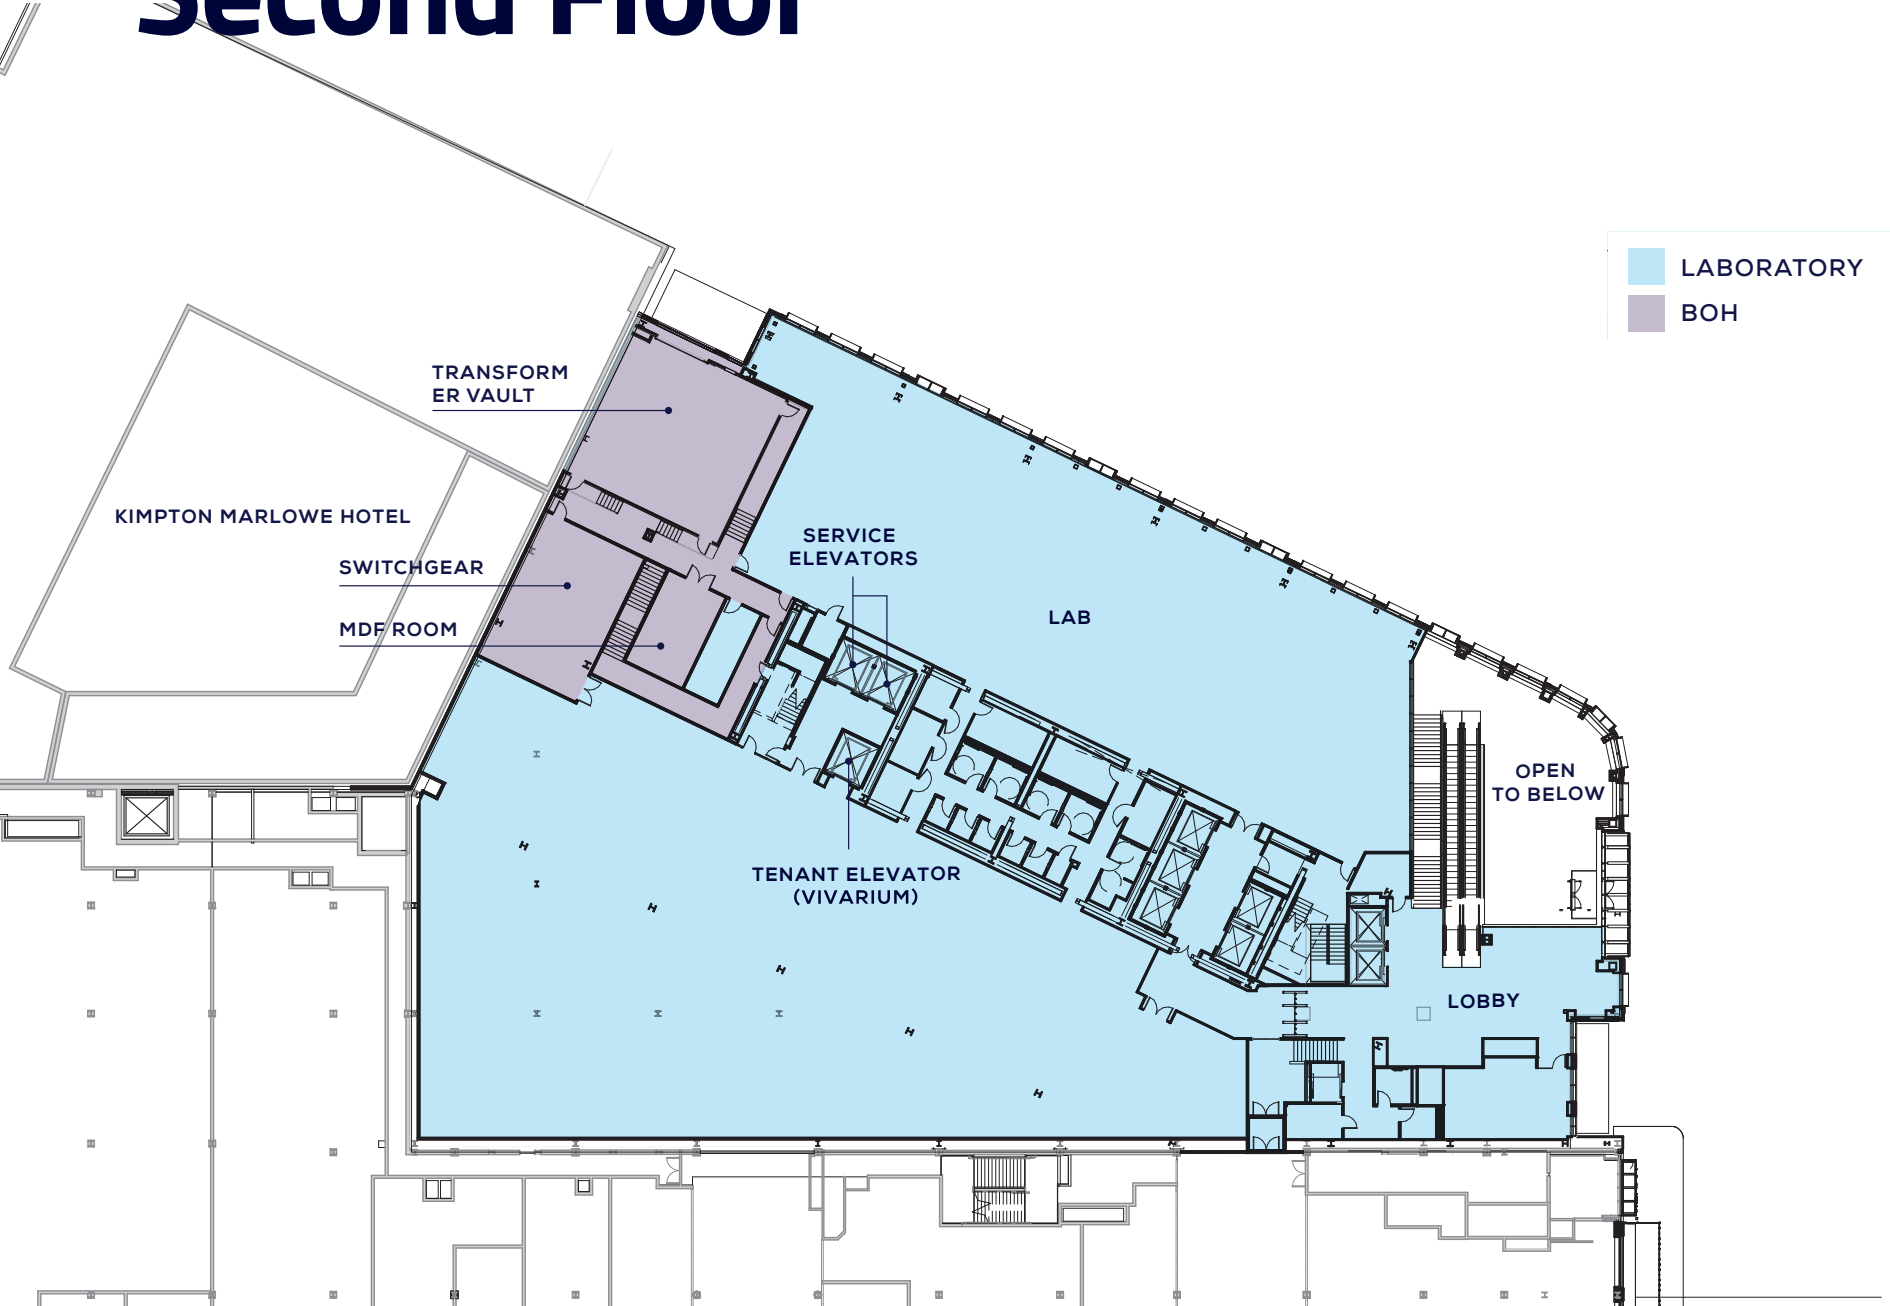 Second Floor
LABORATORY
BOH
TRANSFORM
ER VAULT
KIMPTON MARLOWE HOTEL
SWITCHGEAR
MDF ROOM
SERVICE
ELEVATORS
LAB
OPEN
TO BELOW
TENANT ELEVATOR
(VIVARIUM)
LOBBY